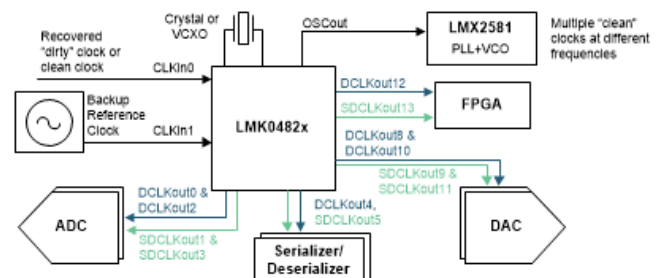 Crystal or
VCXO
OSCout
LMX2581
PLL+VCO
Multiple "clean"
clocks at different
frequencies
Recovered
"dirty" clock or
clean clock
CLKin0
Backup
Reference
Clock
CLKin1
LMK0482x
DCLKout12
SDCLKout13
FPGA
DCLKout8 &
DCLKout10
SDCLKout9 &
SDCLKout11
DAC
DCLKout0 &
DCLKout2
ADC
SDCLKout1 &
SDCLKout3
DCLKout4,
SDCLKout5
Serializer/
Deserializer